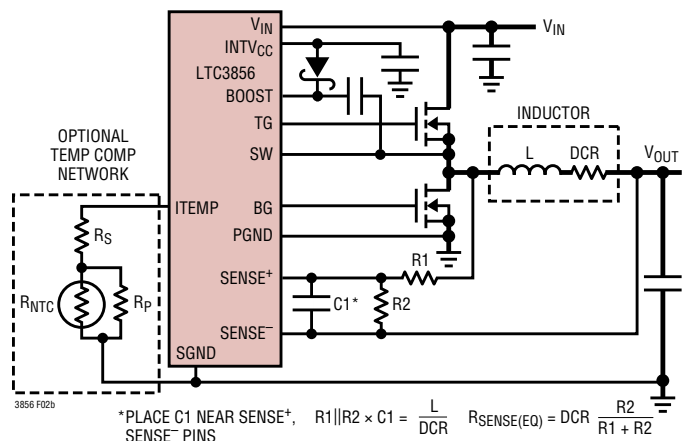 VIN
VIN
INTVCC
LTC3856
BOOST
INDUCTOR
TG
OPTIONAL
TEMP COMP
NETWORK
L
DCR
VOUT
SW
ITEMP
BG
RS
PGND
R1
SENSE+
RNTC
RP
C1*
R2
SENSE–
SGND
3856 F02b
*PLACE C1 NEAR SENSE+,
SENSE– PINS
R1||R2 × C1 = L
DCR
RSENSE(EQ) = DCR R2
R1 + R2